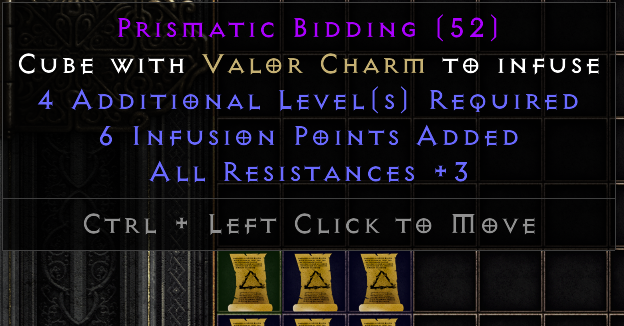 Prismatic Bidding (52)
Cube with Valor Charm to infuse
4 Additional Level(s) Required
6 Infusion Points Added
All Resistances +3
Ctrl + Left Click to Move